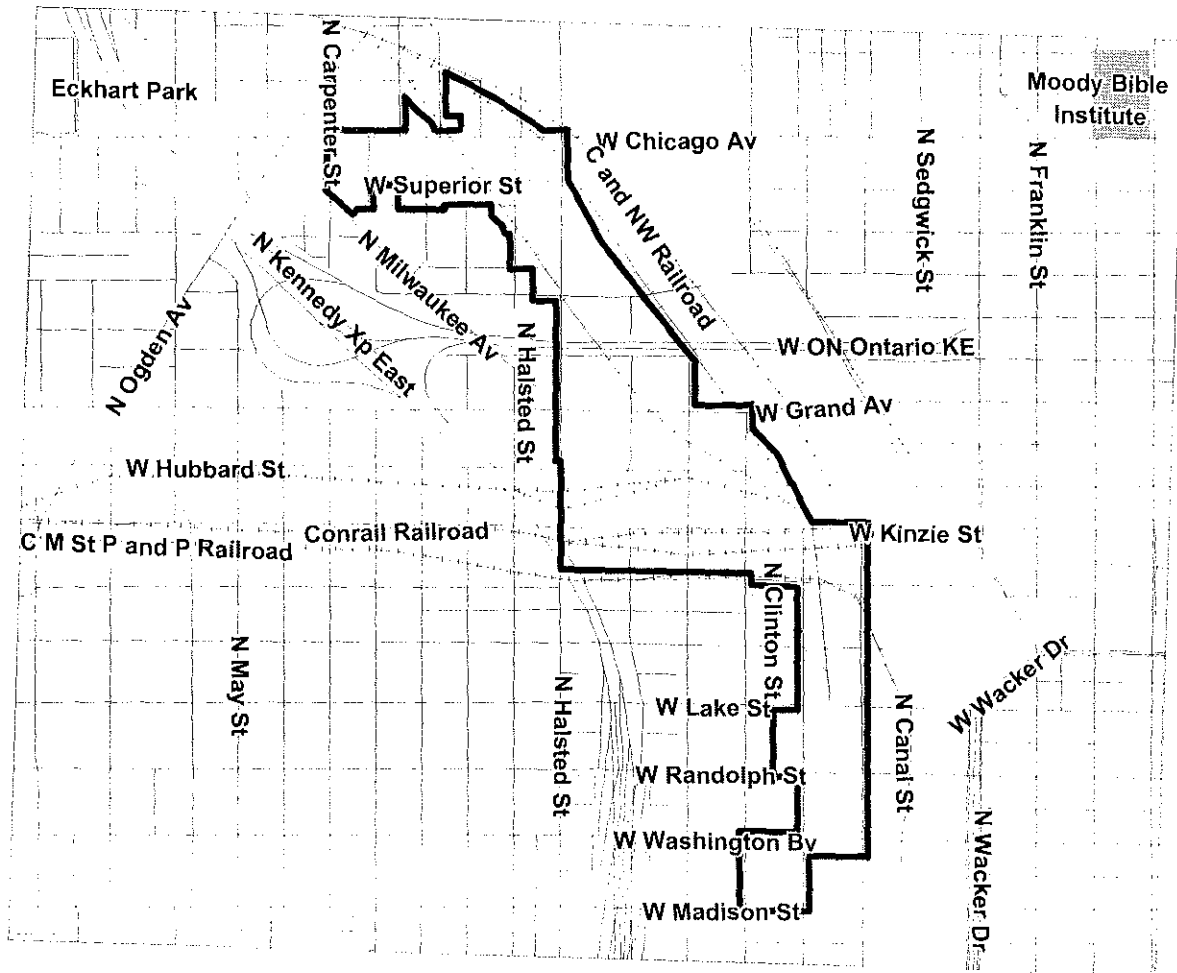 N Carpenter St
Eckhart Park
Moody Bible
Institute
W Chicago Av
N Sedgwick St
N Franklin St
W Superior St
C and NW Railroad
N Kennedy Xp East
N Milwaukee Av
N Ogden Av
N Halsted St
W ON Ontario KE
W Grand Av
W Hubbard St
Conrail Railroad
C M St P and P Railroad
W Kinzie St
N Clinton St
N May St
N Halsted St
W Lake St
N Canal St
W Wacker Dr
W Randolph St
W Washington Bv
N Wacker Dr
W Madison St